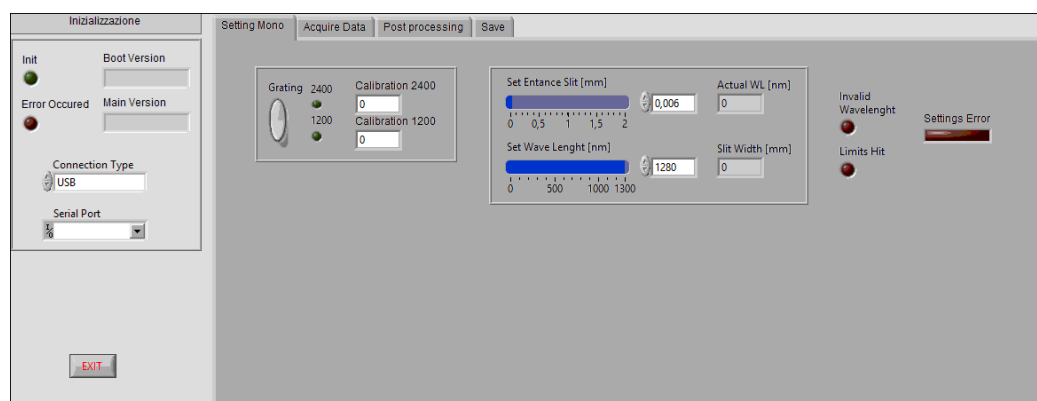 Inizializzazione
Init
Boot Version
Error Occured
Main Version
Connection Type
USB
Serial Port
I/O
EXIT
Setting Mono
Acquire Data
Post processing
Save
Grating
2400
1200
Calibration 2400
0
Calibration 1200
0
Set Entance Slit [mm]
0,006
0 0,5 1 1,5 2
Actual WL [nm]
0
Set Wave Lenght [nm]
1280
0 500 1000 1300
Slit Width [mm]
0
Invalid
Wavelenght
Limits Hit
Settings Error